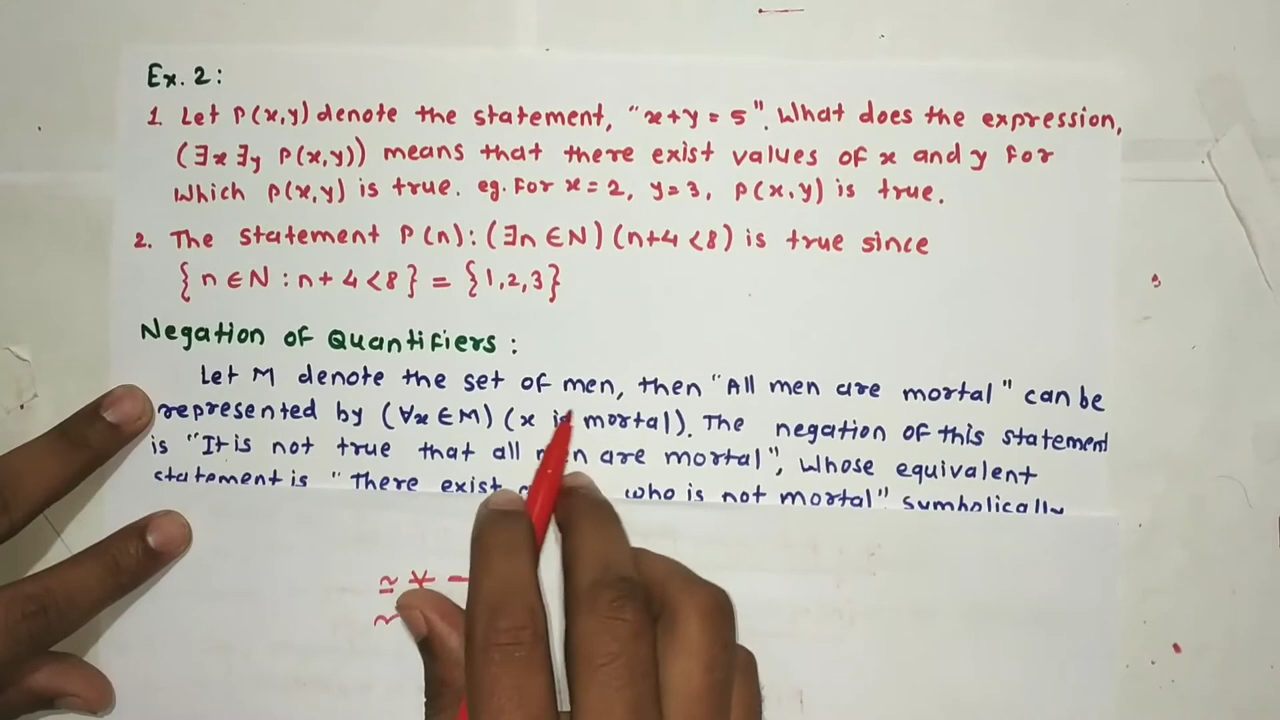 Ex. 2:
1. Let P(x,y) denote the statement, "x+y = 5". What does the expression,
(∃x ∃y P(x,y)) means that there exist values of x and y for
which P(x,y) is true. eg. For x = 2, y=3, P(x,y) is true.
2. The statement P(n): (∃n ∈ N) (n+4 < 8) is true since
{n ∈ N : n + 4 < 8} = {1,2,3}
Negation of Quantifiers :
Let M denote the set of men, then "All men are mortal" can be
represented by (∀x ∈ M) (x is mortal). The negation of this statement
is "It is not true that all men are mortal", whose equivalent
statement is "There exist who is not mortal" symbolically
≅ ∀ –
~